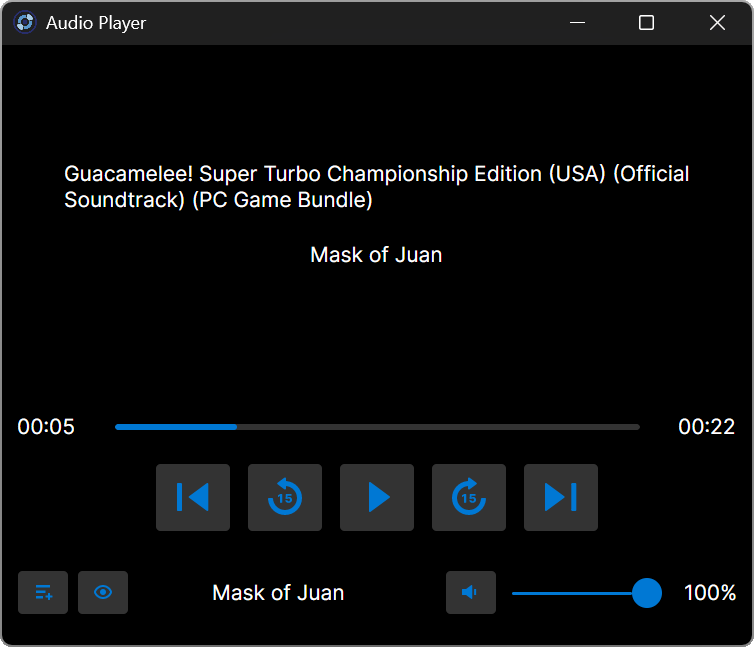 Audio Player
Guacamelee! Super Turbo Championship Edition (USA) (Official
Soundtrack) (PC Game Bundle)
Mask of Juan
00:05
00:22
15
15
Mask of Juan
100%